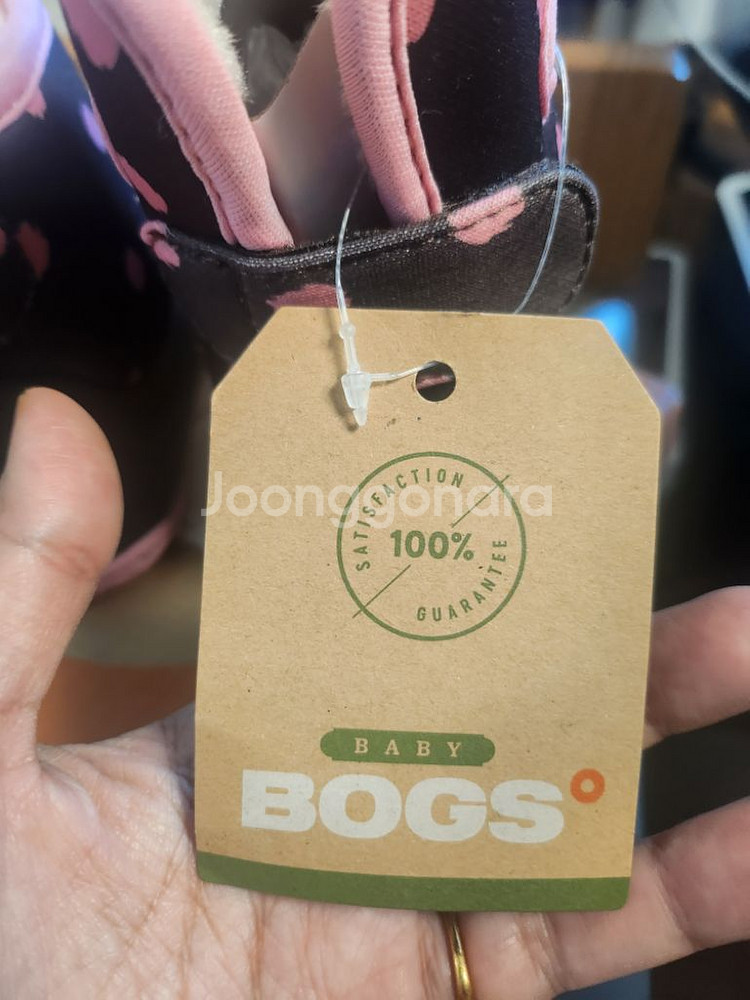 SATISFACTION
100%
GUARANTEE
Joonggonara
BABY
BOGS